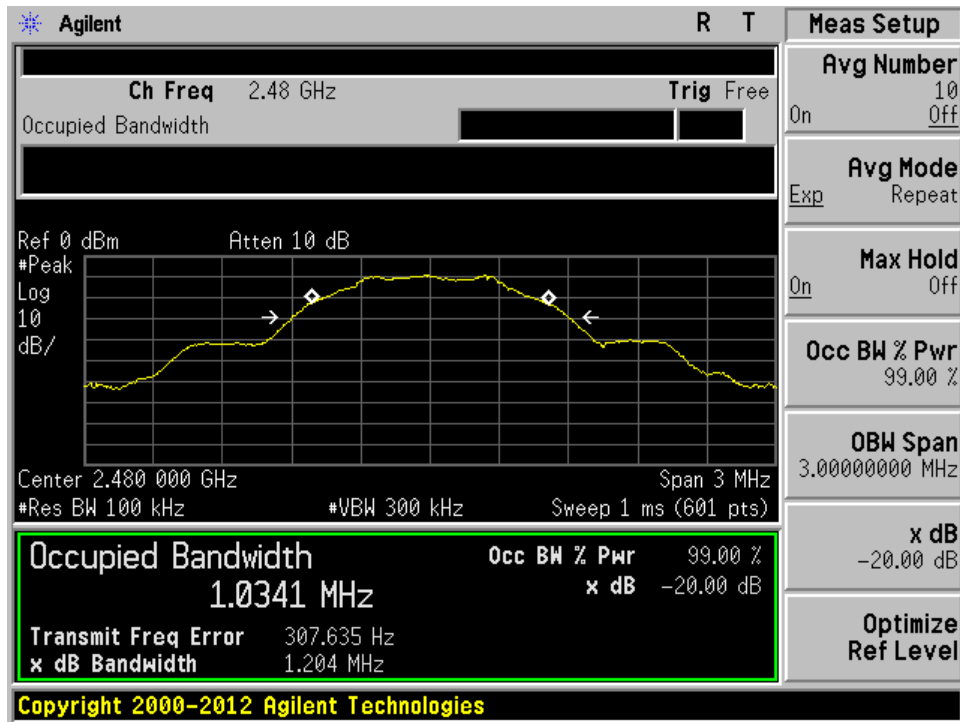 Agilent R T
Ch Freq 2.48 GHz Trig Free
Occupied Bandwidth
Ref 0 dBm Atten 10 dB
#Peak
Log
10
dB/
Center 2.480 000 GHz Span 3 MHz
#Res BW 100 kHz #VBW 300 kHz Sweep 1 ms (601 pts)
Occupied Bandwidth Occ BW % Pwr 99.00 %
1.0341 MHz x dB -20.00 dB
Transmit Freq Error 307.635 Hz
x dB Bandwidth 1.204 MHz
Copyright 2000-2012 Agilent Technologies
Meas Setup
Avg Number
10
On Off
Avg Mode
Exp Repeat
Max Hold
On Off
Occ BW % Pwr
99.00 %
OBW Span
3.00000000 MHz
x dB
-20.00 dB
Optimize
Ref Level